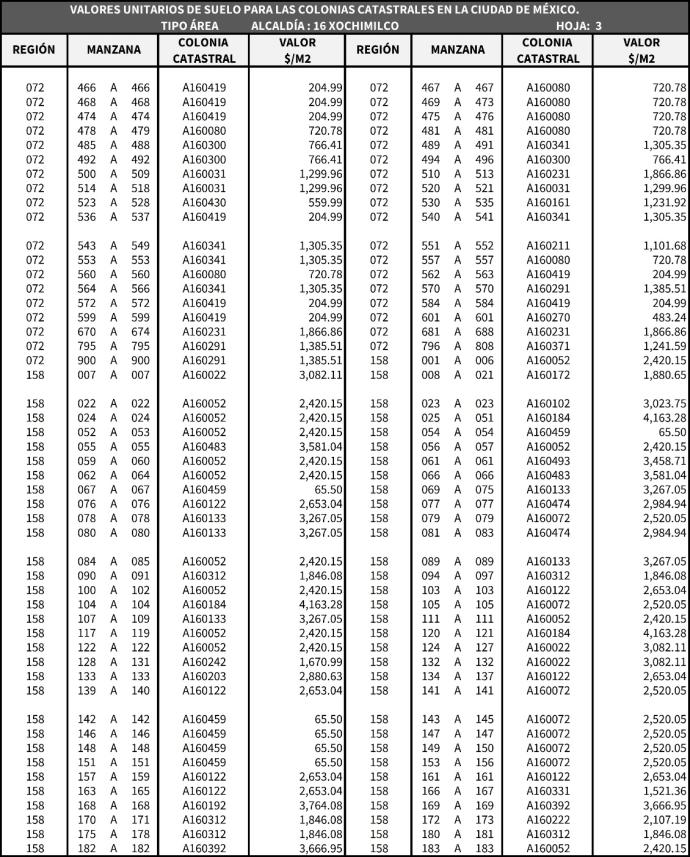 VALORES UNITARIOS DE SUELO PARA LAS COLONIAS CATASTRALES EN LA CIUDAD DE MÉXICO.
TIPO ÁREA ALCALDÍA : 16 XOCHIMILCO HOJA: 3
REGIÓN MANZANA COLONIA CATASTRAL VALOR $/M2 REGIÓN MANZANA COLONIA CATASTRAL VALOR $/M2
072 466 A 466 A160419 204.99 072 467 A 467 A160080 720.78
072 468 A 468 A160419 204.99 072 469 A 473 A160080 720.78
072 474 A 474 A160419 204.99 072 475 A 476 A160080 720.78
072 478 A 479 A160080 720.78 072 481 A 481 A160080 720.78
072 485 A 488 A160300 766.41 072 489 A 491 A160341 1,305.35
072 492 A 492 A160300 766.41 072 494 A 496 A160300 766.41
072 500 A 509 A160031 1,299.96 072 510 A 513 A160231 1,866.86
072 514 A 518 A160031 1,299.96 072 520 A 521 A160031 1,299.96
072 523 A 528 A160430 559.99 072 530 A 535 A160161 1,231.92
072 536 A 537 A160419 204.99 072 540 A 541 A160341 1,305.35
072 543 A 549 A160341 1,305.35 072 551 A 552 A160211 1,101.68
072 553 A 553 A160341 1,305.35 072 557 A 557 A160080 720.78
072 560 A 560 A160080 720.78 072 562 A 563 A160419 204.99
072 564 A 566 A160341 1,305.35 072 570 A 570 A160291 1,385.51
072 572 A 572 A160419 204.99 072 584 A 584 A160419 204.99
072 599 A 599 A160419 204.99 072 601 A 601 A160270 483.24
072 670 A 674 A160231 1,866.86 072 681 A 688 A160231 1,866.86
072 795 A 795 A160291 1,385.51 072 796 A 808 A160371 1,241.59
072 900 A 900 A160291 1,385.51 158 001 A 006 A160052 2,420.15
158 007 A 007 A160022 3,082.11 158 008 A 021 A160172 1,880.65
158 022 A 022 A160052 2,420.15 158 023 A 023 A160102 3,023.75
158 024 A 024 A160052 2,420.15 158 025 A 051 A160184 4,163.28
158 052 A 053 A160052 2,420.15 158 054 A 054 A160459 65.50
158 055 A 055 A160483 3,581.04 158 056 A 057 A160052 2,420.15
158 059 A 060 A160052 2,420.15 158 061 A 061 A160493 3,458.71
158 062 A 064 A160052 2,420.15 158 066 A 066 A160483 3,581.04
158 067 A 067 A160459 65.50 158 069 A 075 A160133 3,267.05
158 076 A 076 A160122 2,653.04 158 077 A 077 A160474 2,984.94
158 078 A 078 A160133 3,267.05 158 079 A 079 A160072 2,520.05
158 080 A 080 A160133 3,267.05 158 081 A 083 A160474 2,984.94
158 084 A 085 A160052 2,420.15 158 089 A 089 A160133 3,267.05
158 090 A 091 A160312 1,846.08 158 094 A 097 A160312 1,846.08
158 100 A 102 A160052 2,420.15 158 103 A 103 A160122 2,653.04
158 104 A 104 A160184 4,163.28 158 105 A 105 A160072 2,520.05
158 107 A 109 A160133 3,267.05 158 111 A 111 A160052 2,420.15
158 117 A 119 A160052 2,420.15 158 120 A 121 A160184 4,163.28
158 122 A 122 A160052 2,420.15 158 124 A 127 A160022 3,082.11
158 128 A 131 A160242 1,670.99 158 132 A 132 A160022 3,082.11
158 133 A 133 A160203 2,880.63 158 134 A 137 A160122 2,653.04
158 139 A 140 A160122 2,653.04 158 141 A 141 A160072 2,520.05
158 142 A 142 A160459 65.50 158 143 A 145 A160072 2,520.05
158 146 A 146 A160459 65.50 158 147 A 147 A160072 2,520.05
158 148 A 148 A160459 65.50 158 149 A 150 A160072 2,520.05
158 151 A 151 A160459 65.50 158 153 A 156 A160072 2,520.05
158 157 A 159 A160122 2,653.04 158 161 A 161 A160122 2,653.04
158 163 A 165 A160122 2,653.04 158 166 A 167 A160331 1,521.36
158 168 A 168 A160192 3,764.08 158 169 A 169 A160392 3,666.95
158 170 A 171 A160312 1,846.08 158 172 A 173 A160222 2,107.19
158 175 A 178 A160312 1,846.08 158 180 A 181 A160312 1,846.08
158 182 A 182 A160392 3,666.95 158 183 A 183 A160052 2,420.15